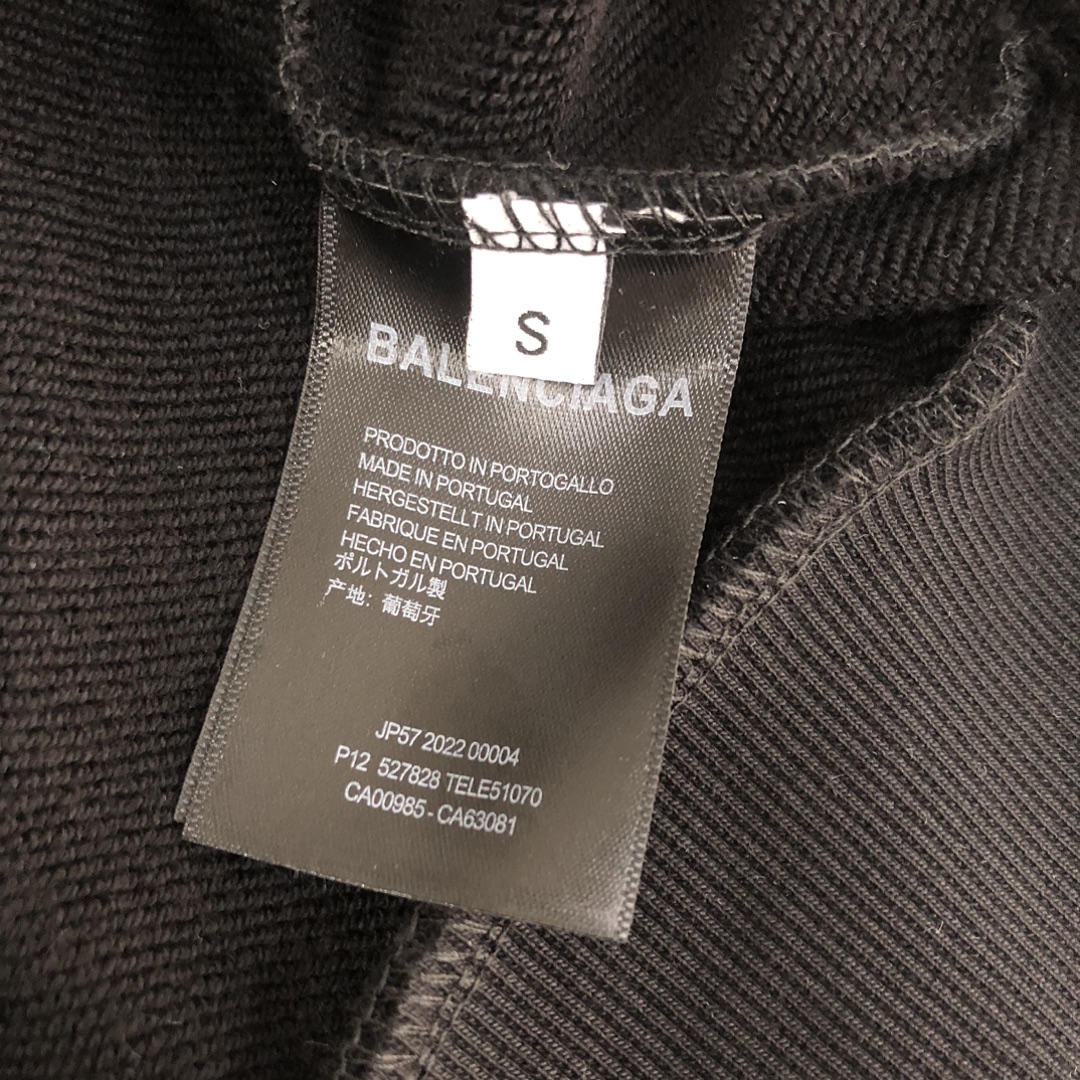 S
BALENCIAGA
PRODOTTO IN PORTOGALLO
MADE IN PORTUGAL
HERGESTELLT IN PORTUGAL
FABRIQUE EN PORTUGAL
HECHO EN PORTUGAL
ポルトガル製
产地: 葡萄牙
JP57 2022 00004
P12 527828 TELE51070
CA00985 - CA63081